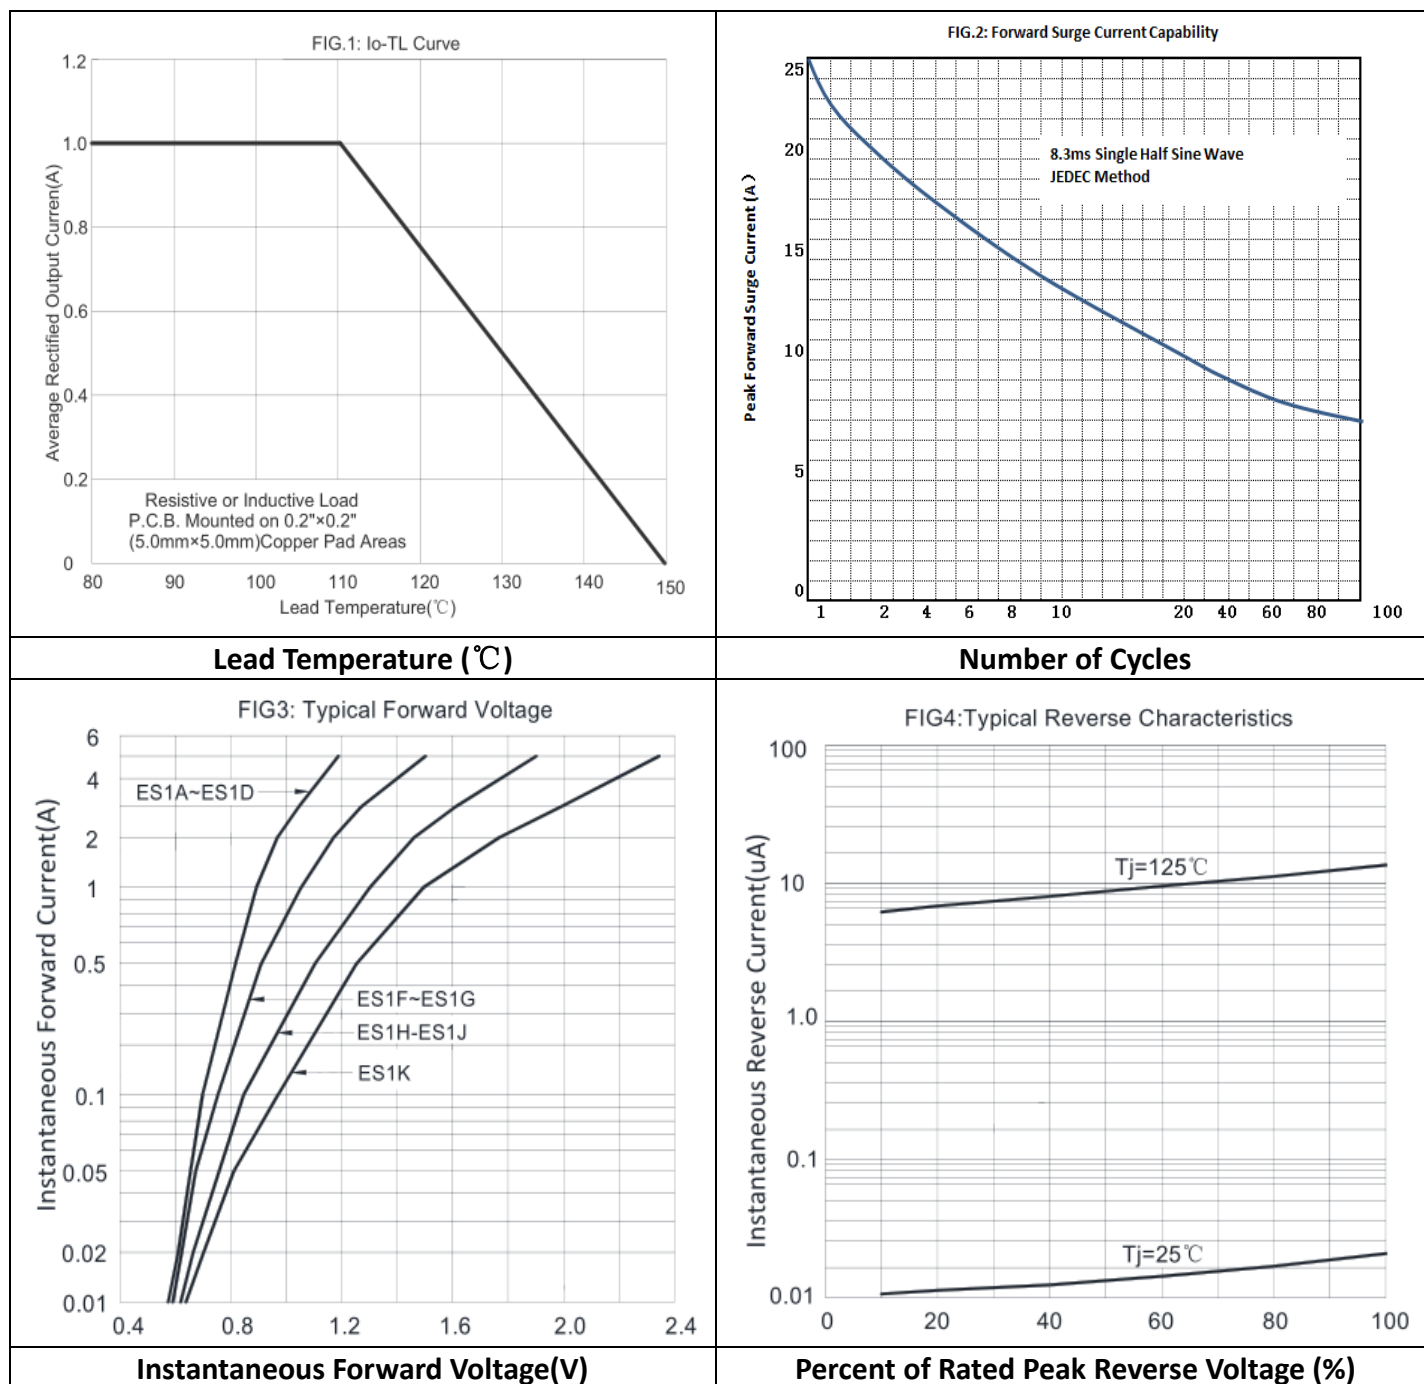 FIG.1: Io-TL Curve
Average Rectified Output Current(A)
1.2
1.0
0.8
0.6
0.4
0.2
0
Resistive or Inductive Load
P.C.B. Mounted on 0.2"×0.2"
(5.0mm×5.0mm)Copper Pad Areas
80 90 100 110 120 130 140 150
Lead Temperature(℃)
Lead Temperature (℃)
FIG.2: Forward Surge Current Capability
Peak Forward Surge Current (A)
25
20
15
10
5
0
8.3ms Single Half Sine Wave
JEDEC Method
1 2 4 6 8 10 20 40 60 80 100
Number of Cycles
FIG3: Typical Forward Voltage
Instantaneous Forward Current(A)
6
4
2
1
0.5
0.1
0.05
0.02
0.01
ES1A~ES1D
ES1F~ES1G
ES1H-ES1J
ES1K
0.4 0.8 1.2 1.6 2.0 2.4
Instantaneous Forward Voltage(V)
FIG4:Typical Reverse Characteristics
Instantaneous Reverse Current(uA)
100
10
1.0
0.1
0.01
Tj=125℃
Tj=25℃
0 20 40 60 80 100
Percent of Rated Peak Reverse Voltage (%)